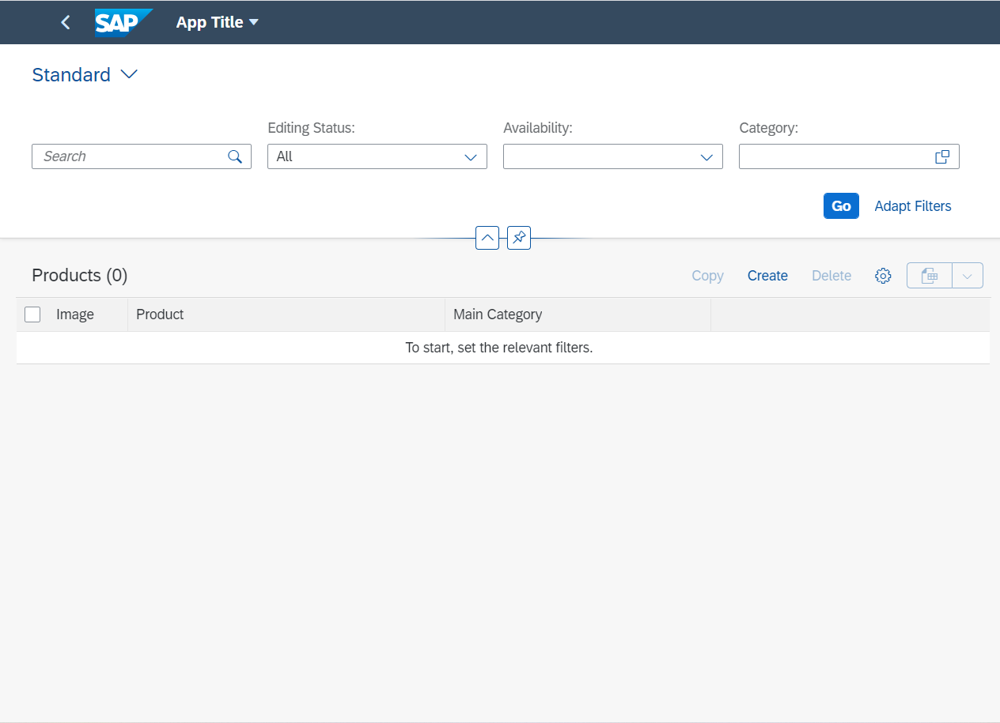 SAP App Title
Standard
Editing Status: Availability: Category:
Search All
Go Adapt Filters
Products (0) Copy Create Delete
Image Product Main Category
To start, set the relevant filters.